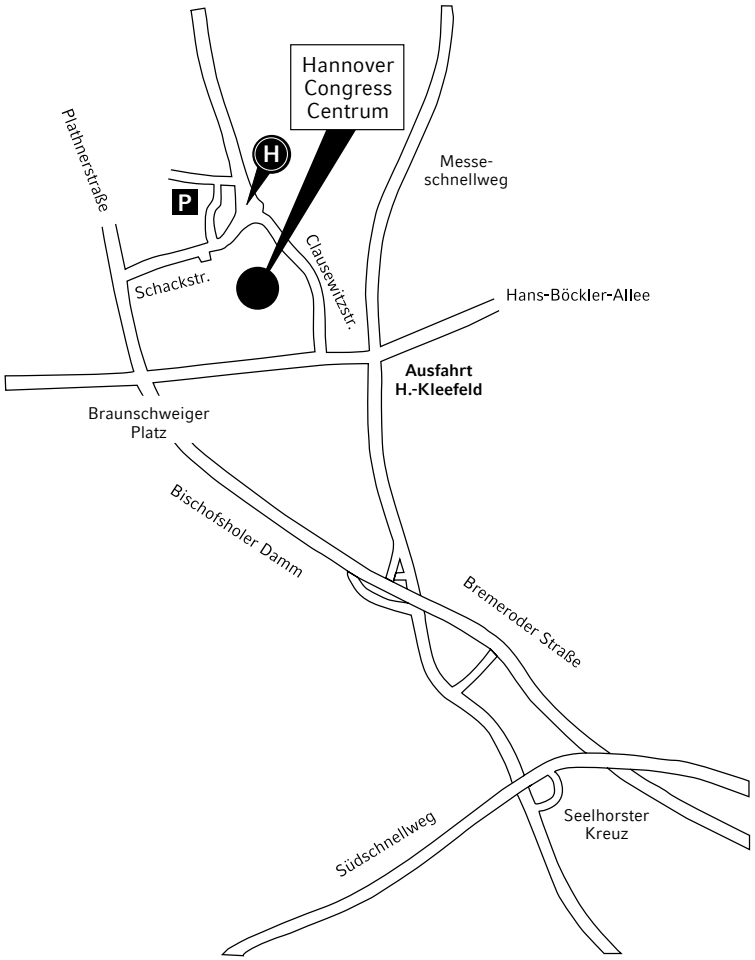 Hannover
Congress
Centrum
Plathnerstraße
H
Messe-
schnellweg
P
Clausewitzstr.
Schackstr.
Hans-Böckler-Allee
Ausfahrt
H.-Kleefeld
Braunschweiger
Platz
Bischofsholer Damm
Bremeroder Straße
Seelhorster
Kreuz
Südschnellweg